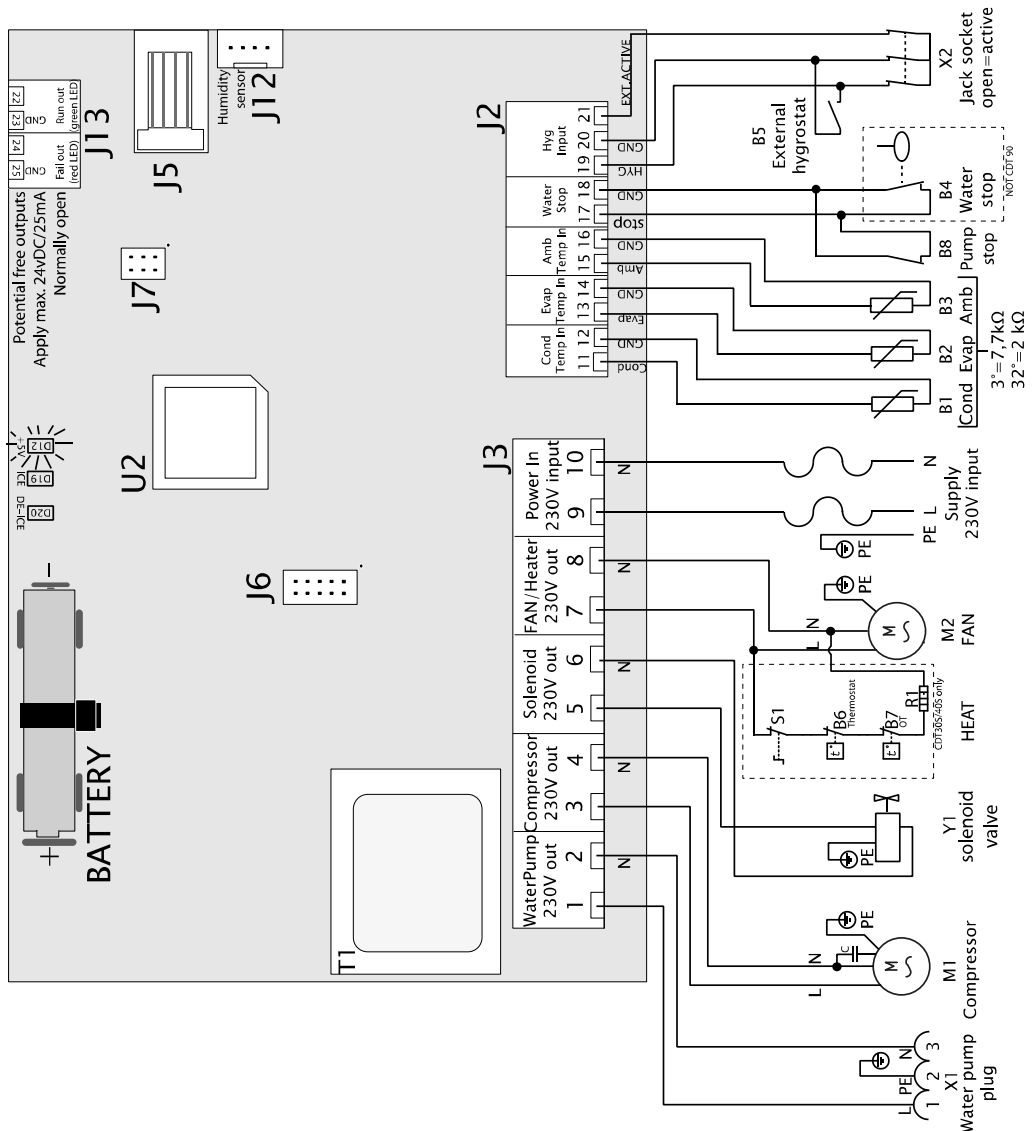 22
23
GND
Run out
(green LED)
24
25
GND
Fail out
(red LED)
J13
J5
Humidity
sensor
J12
Potential free outputs
Apply max. 24vDC/25mA
Normally open
J7
+5V
D12
ICE
D19
DE-ICE
D20
U2
J6
BATTERY
+
−
T1
J2
Hyg
Input
21
20
19
EXT.ACTIVE
GND
HYG
Water
Stop
18
17
GND
stop
Amb
Temp In
16
15
GND
Amb
Evap
Temp In
14
13
GND
Evap
Cond
Temp In
12
11
GND
Cond
J3
Power In
230V input
10
9
N
FAN/Heater
230V out
8
7
N
Solenoid
230V out
6
5
N
Compressor
230V out
4
3
N
WaterPump
230V out
2
1
N
X2
Jack socket
open=active
B5
External
hygrostat
B4
Water
stop
NOT CDT 90
B8
Pump
stop
B3
Amb
B2
Evap
B1
Cond
3°=7,7kΩ
32°=2 kΩ
N
L
PE
Supply
230V input
PE
PE
L
N
M
M2
FAN
S1
t°
B6
Thermostat
t°
B7
OT
R1
CDT30S/40S only
HEAT
PE
Y1
solenoid
valve
PE
L
N
C
M
M1
Compressor
L
PE
N
1
2
3
X1
Water pump
plug